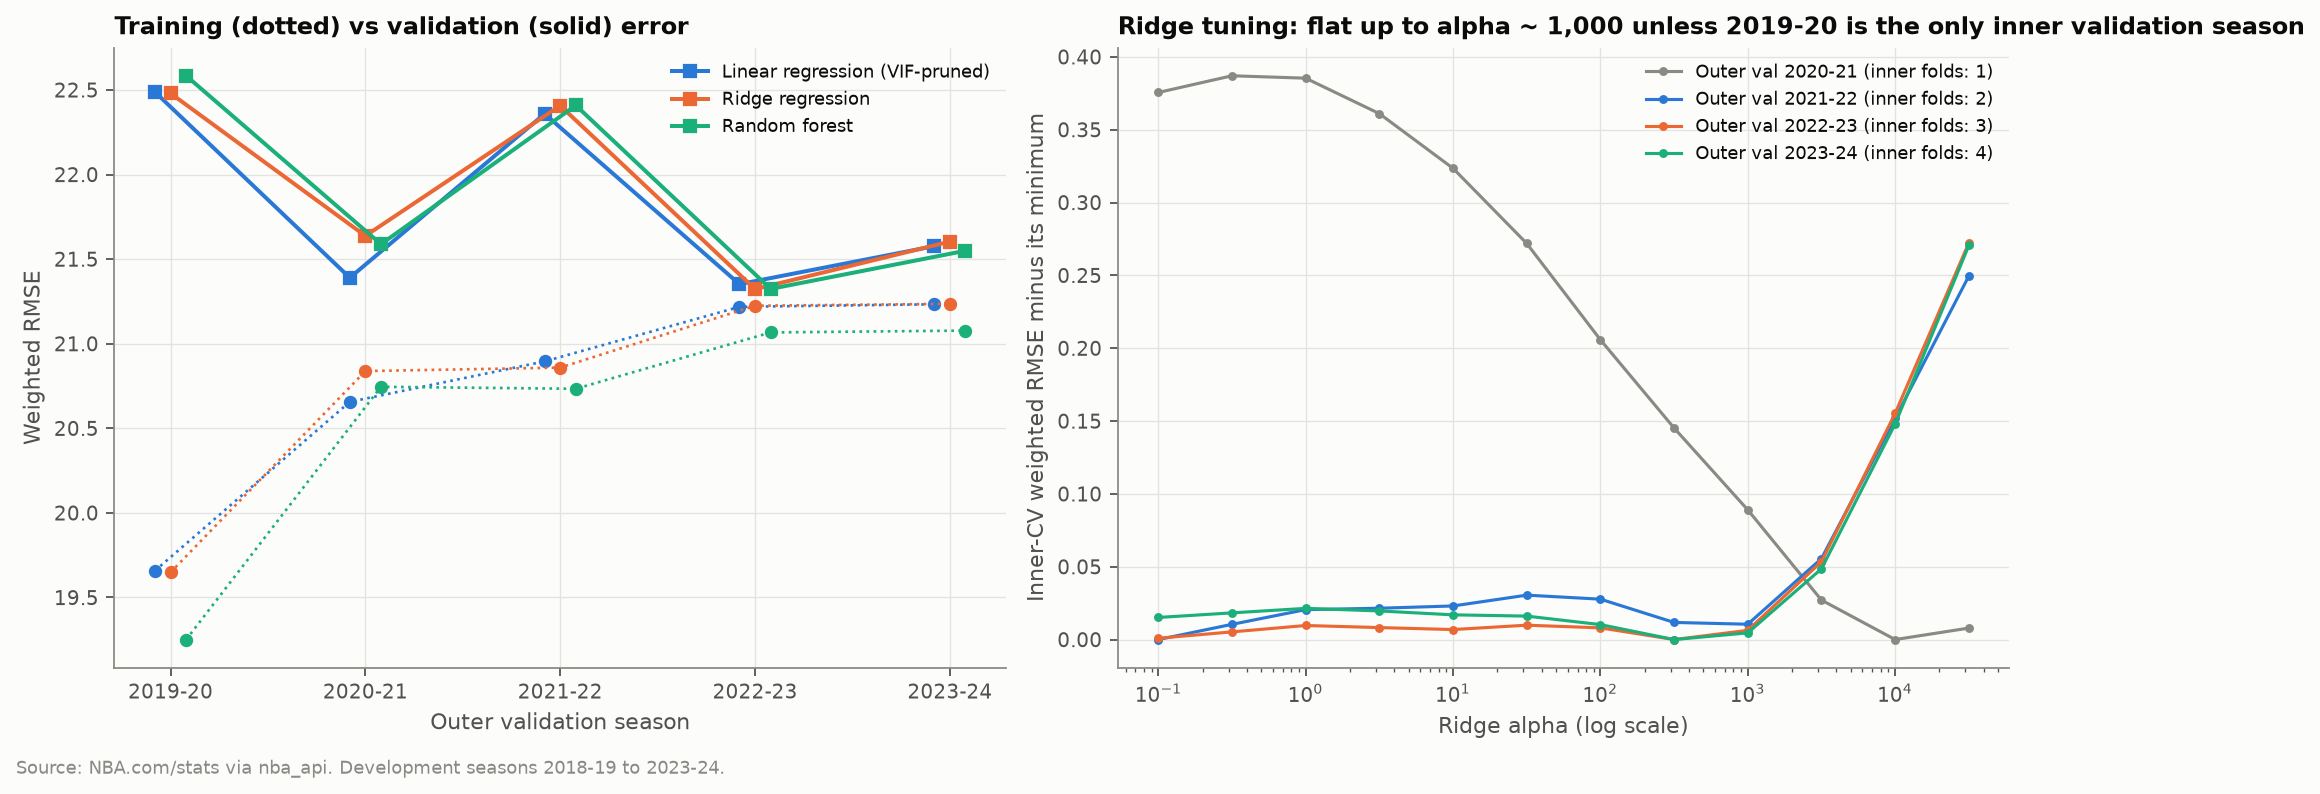 Training (dotted) vs validation (solid) error
Weighted RMSE
22.5
22.0
21.5
21.0
20.5
20.0
19.5
Linear regression (VIF-pruned)
Ridge regression
Random forest
2019-20
2020-21
2021-22
2022-23
2023-24
Outer validation season
Ridge tuning: flat up to alpha ~ 1,000 unless 2019-20 is the only inner validation season
Inner-CV weighted RMSE minus its minimum
0.40
0.35
0.30
0.25
0.20
0.15
0.10
0.05
0.00
Outer val 2020-21 (inner folds: 1)
Outer val 2021-22 (inner folds: 2)
Outer val 2022-23 (inner folds: 3)
Outer val 2023-24 (inner folds: 4)
10⁻¹
10⁰
10¹
10²
10³
10⁴
Ridge alpha (log scale)
Source: NBA.com/stats via nba_api. Development seasons 2018-19 to 2023-24.